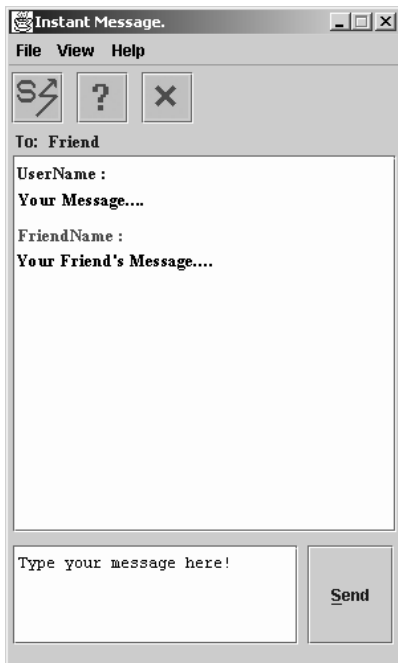 Instant Message.
File View Help
S ? ×
To: Friend
UserName :
Your Message....
FriendName :
Your Friend's Message....
Type your message here!
Send